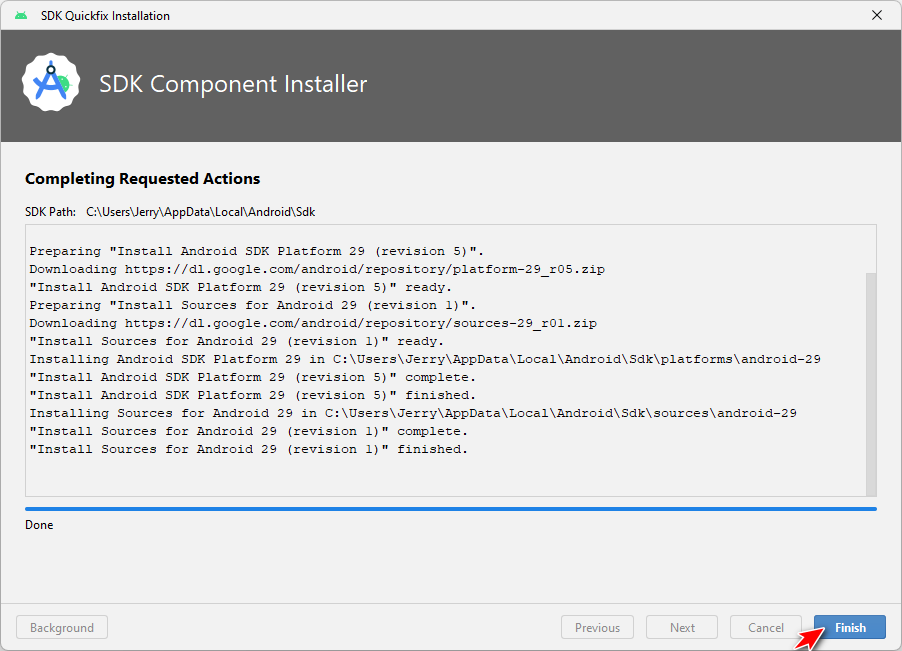 SDK Quickfix Installation
SDK Component Installer
Completing Requested Actions
SDK Path: C:\Users\Jerry\AppData\Local\Android\Sdk
Preparing "Install Android SDK Platform 29 (revision 5)".
Downloading https://dl.google.com/android/repository/platform-29_r05.zip
"Install Android SDK Platform 29 (revision 5)" ready.
Preparing "Install Sources for Android 29 (revision 1)".
Downloading https://dl.google.com/android/repository/sources-29_r01.zip
"Install Sources for Android 29 (revision 1)" ready.
Installing Android SDK Platform 29 in C:\Users\Jerry\AppData\Local\Android\Sdk\platforms\android-29
"Install Android SDK Platform 29 (revision 5)" complete.
"Install Android SDK Platform 29 (revision 5)" finished.
Installing Sources for Android 29 in C:\Users\Jerry\AppData\Local\Android\Sdk\sources\android-29
"Install Sources for Android 29 (revision 1)" complete.
"Install Sources for Android 29 (revision 1)" finished.
Done
Background Previous Next Cancel Finish